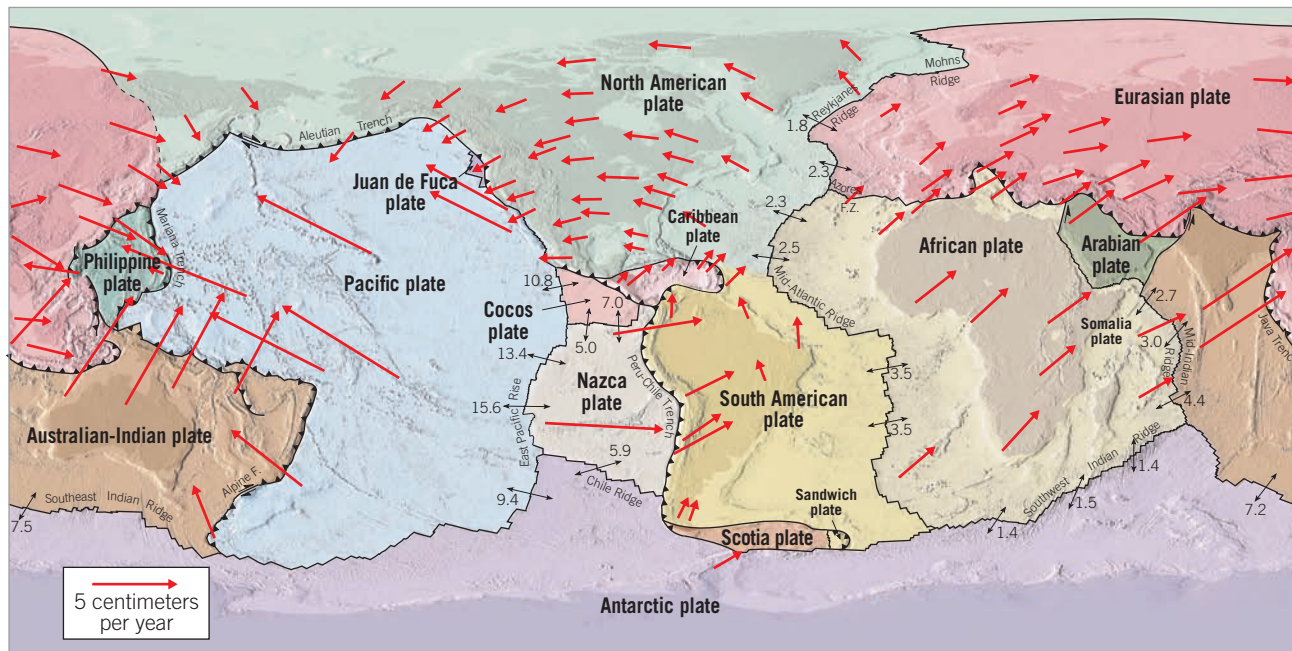 North American
plate
Mohns
Ridge
Eurasian plate
Reykjanes
Ridge
1.8
Aleutian Trench
Juan de Fuca
plate
2.3
Azores
F.Z.
2.3
Caribbean
plate
African plate
Arabian
plate
Mariana Trench
Philippine
plate
Pacific plate
2.5
Mid-Atlantic Ridge
10.8
7.0
Cocos
plate
5.0
2.7
Somalia
plate
3.0
Mid-Indian
Ridge
Java Trench
13.4
Nazca
plate
Peru-Chile Trench
3.5
15.6
East Pacific Rise
South American
plate
4.4
Australian-Indian plate
3.5
5.9
Southwest Indian Ridge
1.4
Alpine F.
Southeast Indian Ridge
7.5
9.4
Chile Ridge
Sandwich
plate
1.5
7.2
Scotia plate
1.4
5 centimeters
per year
Antarctic plate